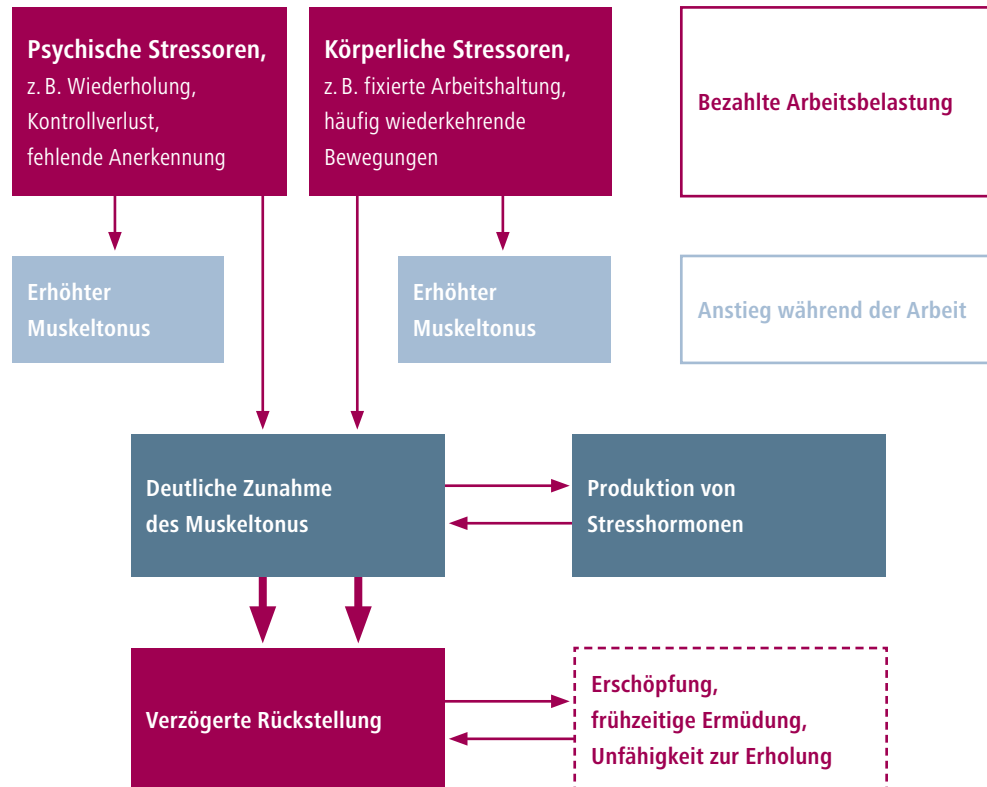 Psychische Stressoren,
z. B. Wiederholung,
Kontrollverlust,
fehlende Anerkennung
Körperliche Stressoren,
z. B. fixierte Arbeitshaltung,
häufig wiederkehrende
Bewegungen
Bezahlte Arbeitsbelastung
Erhöhter
Muskeltonus
Erhöhter
Muskeltonus
Anstieg während der Arbeit
Deutliche Zunahme
des Muskeltonus
Produktion von
Stresshormonen
Verzögerte Rückstellung
Erschöpfung,
frühzeitige Ermüdung,
Unfähigkeit zur Erholung